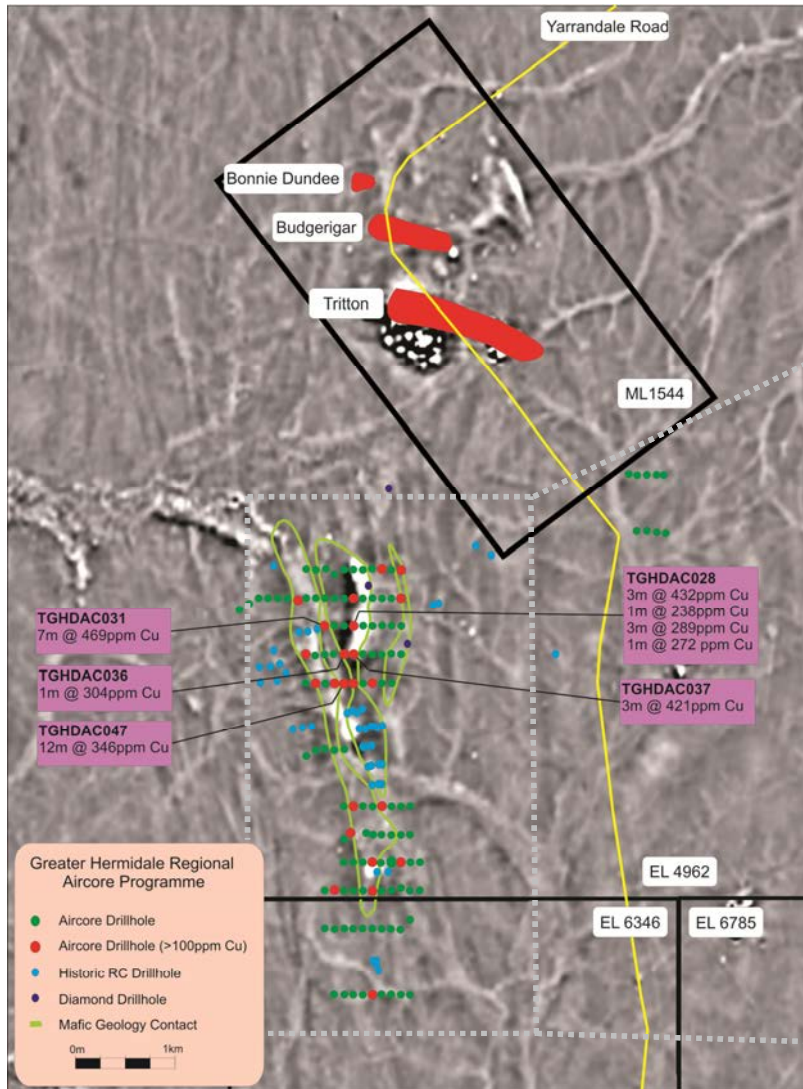 Yarrandale Road
Bonnie Dundee
Budgerigar
Tritton
ML1544
TGHDAC031
7m @ 469ppm Cu
TGHDAC036
1m @ 304ppm Cu
TGHDAC047
12m @ 346ppm Cu
TGHDAC028
3m @ 432ppm Cu
1m @ 238ppm Cu
3m @ 289ppm Cu
1m @ 272 ppm Cu
TGHDAC037
3m @ 421ppm Cu
EL 4962
EL 6346
EL 6785
Greater Hermidale Regional
Aircore Programme
Aircore Drillhole
Aircore Drillhole (>100ppm Cu)
Historic RC Drillhole
Diamond Drillhole
Mafic Geology Contact
0m 1km